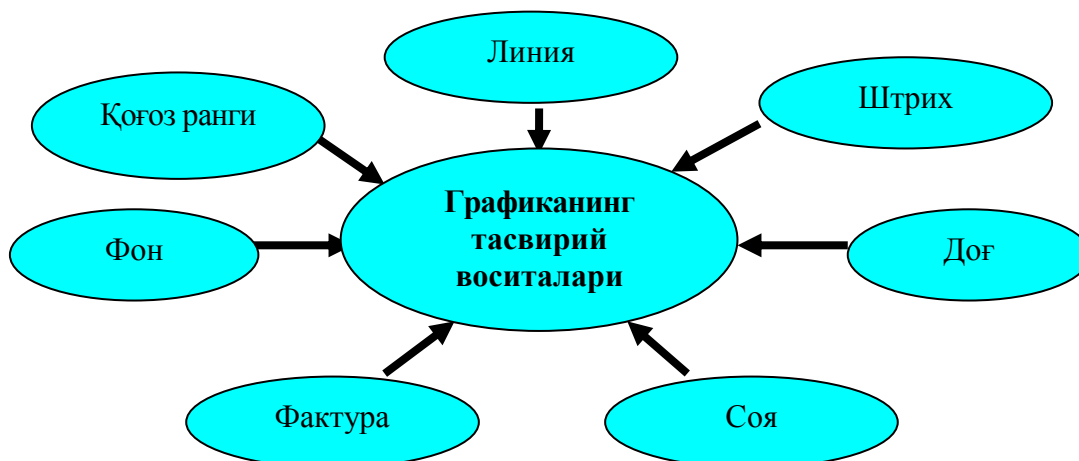 Линия
Штрих
Қоғоз ранги
Графиканинг
тасвирий
воситалари
Фон
Доғ
Фактура
Соя